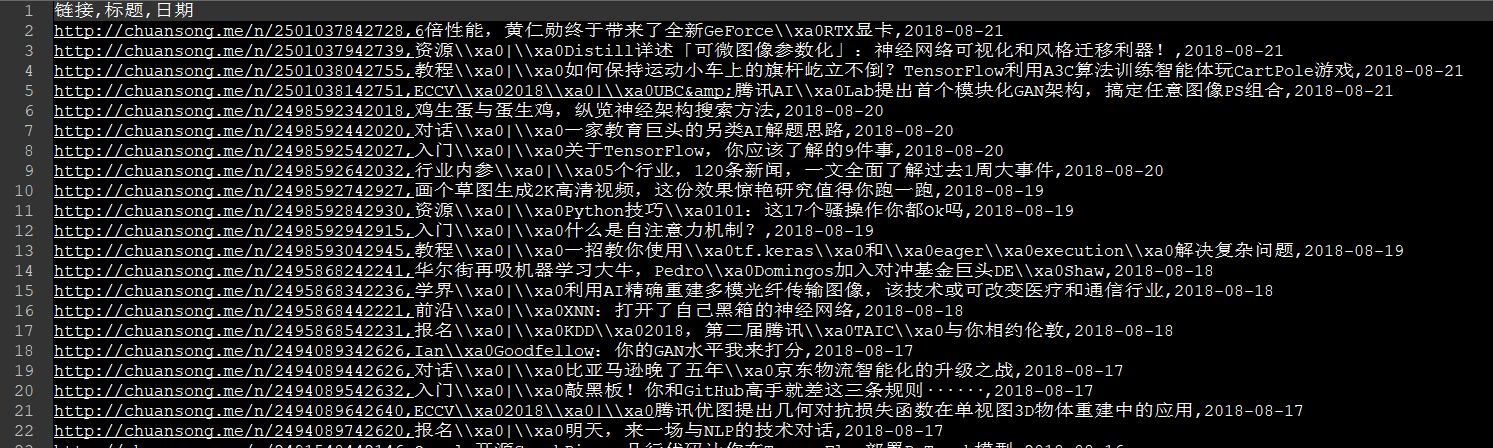 1 链接,标题,日期
2 http://chuansong.me/n/2501037842728,6倍性能，黄仁勋终于带来了全新GeForce\\xa0RTX显卡,2018-08-21
3 http://chuansong.me/n/2501037942739,资源\\xa0|\\xa0Distill详述「可微图像参数化」：神经网络可视化和风格迁移利器！,2018-08-21
4 http://chuansong.me/n/2501038042755,教程\\xa0|\\xa0如何保持运动小车上的旗杆屹立不倒？TensorFlow利用A3C算法训练智能体玩CartPole游戏,2018-08-21
5 http://chuansong.me/n/2501038142751,ECCV\\xa02018\\xa0|\\xa0UBC&amp;腾讯AI\\xa0Lab提出首个模块化GAN架构，搞定任意图像PS组合,2018-08-21
6 http://chuansong.me/n/2498592342018,鸡生蛋与蛋生鸡，纵览神经架构搜索方法,2018-08-20
7 http://chuansong.me/n/2498592442020,对话\\xa0|\\xa0一家教育巨头的另类AI解题思路,2018-08-20
8 http://chuansong.me/n/2498592542027,入门\\xa0|\\xa0关于TensorFlow，你应该了解的9件事,2018-08-20
9 http://chuansong.me/n/2498592642032,行业内参\\xa0|\\xa05个行业，120条新闻，一文全面了解过去1周大事件,2018-08-20
10 http://chuansong.me/n/2498592742927,画个草图生成2K高清视频，这份效果惊艳研究值得你跑一跑,2018-08-19
11 http://chuansong.me/n/2498592842930,资源\\xa0|\\xa0Python技巧\\xa0101：这17个骚操作你都Ok吗,2018-08-19
12 http://chuansong.me/n/2498592942915,入门\\xa0|\\xa0什么是自注意力机制？,2018-08-19
13 http://chuansong.me/n/2498593042945,教程\\xa0|\\xa0一招教你使用\\xa0tf.keras\\xa0和\\xa0eager\\xa0execution\\xa0解决复杂问题,2018-08-19
14 http://chuansong.me/n/2495868242241,华尔街再吸机器学习大牛，Pedro\\xa0Domingos加入对冲基金巨头DE\\xa0Shaw,2018-08-18
15 http://chuansong.me/n/2495868342236,学界\\xa0|\\xa0利用AI精确重建多模光纤传输图像，该技术或可改变医疗和通信行业,2018-08-18
16 http://chuansong.me/n/2495868442221,前沿\\xa0|\\xa0XNN：打开了自己黑箱的神经网络,2018-08-18
17 http://chuansong.me/n/2495868542231,报名\\xa0|\\xa0KDD\\xa02018，第二届腾讯\\xa0TAIC\\xa0与你相约伦敦,2018-08-18
18 http://chuansong.me/n/2494089342626,Ian\\xa0Goodfellow：你的GAN水平我来打分,2018-08-17
19 http://chuansong.me/n/2494089442626,对话\\xa0|\\xa0比亚马逊晚了五年\\xa0京东物流智能化的升级之战,2018-08-17
20 http://chuansong.me/n/2494089542632,入门\\xa0|\\xa0敲黑板！你和GitHub高手就差这三条规则······,2018-08-17
21 http://chuansong.me/n/2494089642640,ECCV\\xa02018\\xa0|\\xa0腾讯优图提出几何对抗损失函数在单视图3D物体重建中的应用,2018-08-17
22 http://chuansong.me/n/2494089742620,报名\\xa0|\\xa0明天，来一场与NLP的技术对话,2018-08-17